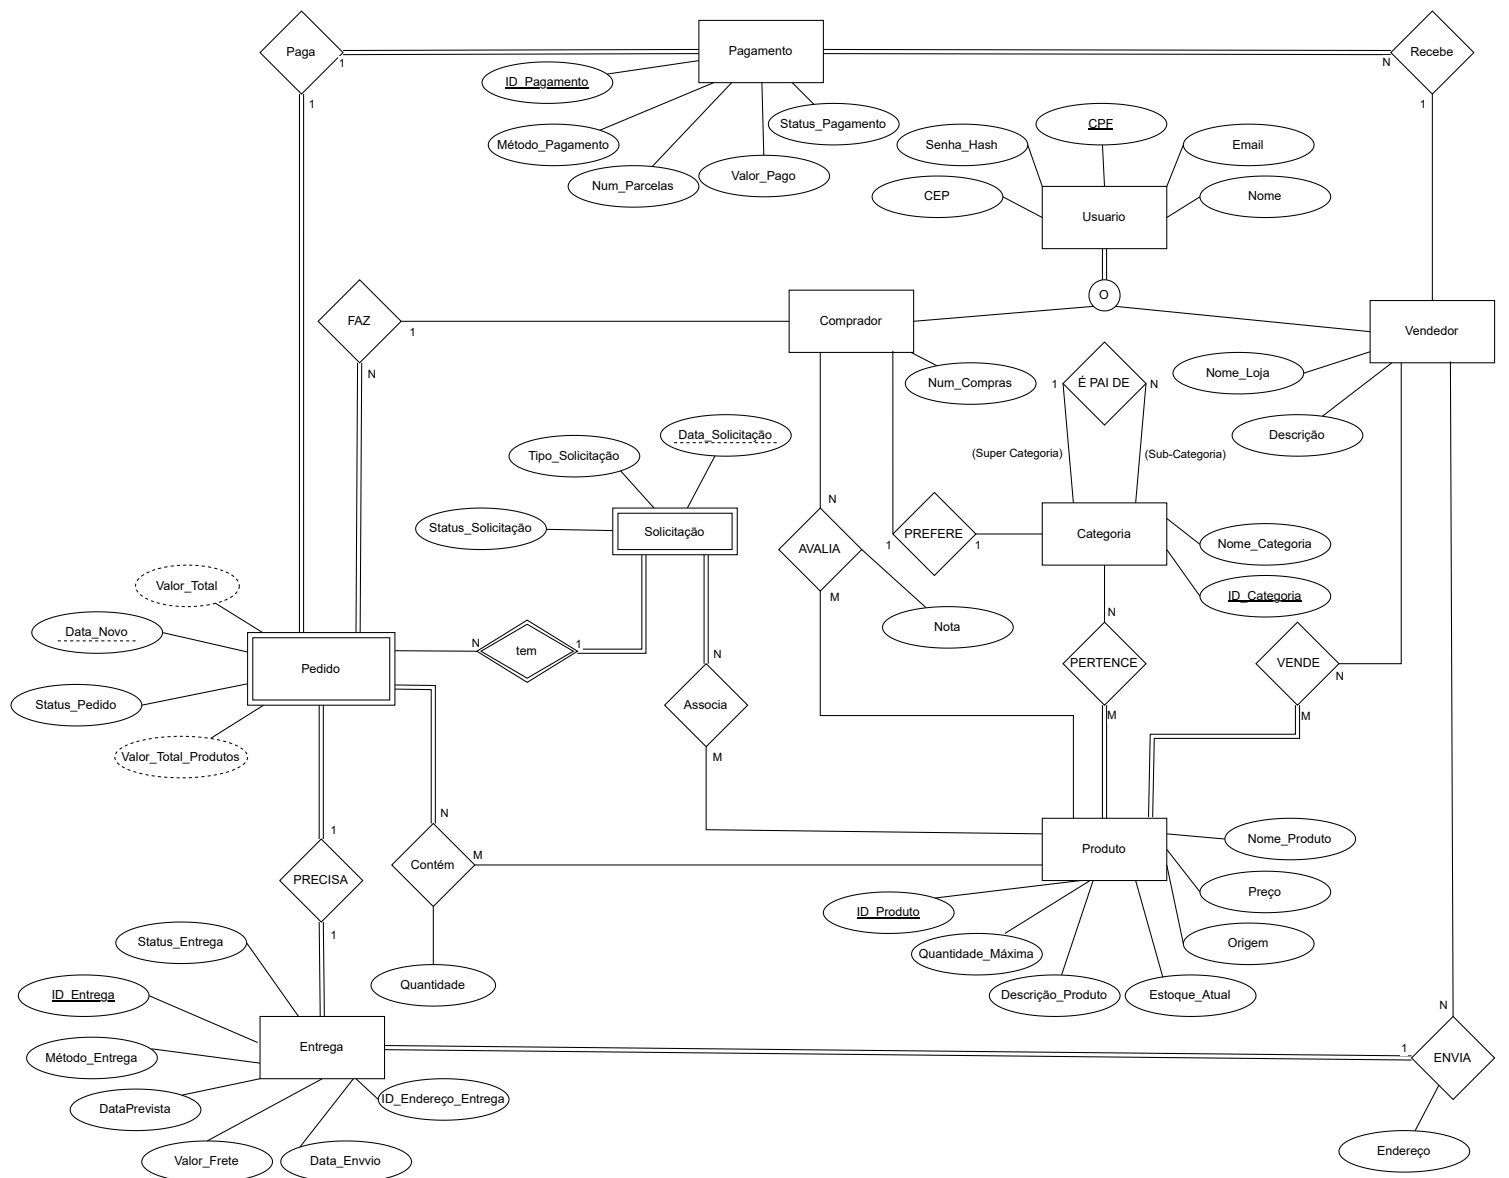 Paga
1
1
Pagamento
N
Recebe
1
ID_Pagamento
Método_Pagamento
Num_Parcelas
Valor_Pago
Status_Pagamento
CPF
Senha_Hash
Email
CEP
Nome
Usuario
O
FAZ
1
N
Comprador
Vendedor
Num_Compras
1
É PAI DE
N
Nome_Loja
Descrição
(Super Categoria)
(Sub-Categoria)
Data_Solicitação
Tipo_Solicitação
Status_Solicitação
Solicitação
N
AVALIA
M
Nota
1
PREFERE
1
Categoria
Nome_Categoria
ID_Categoria
N
PERTENCE
M
VENDE
N
M
Valor_Total
Data_Novo
Status_Pedido
Valor_Total_Produtos
Pedido
N
tem
1
N
Associa
M
1
PRECISA
1
N
Contém
M
Quantidade
Produto
Nome_Produto
Preço
Origem
ID_Produto
Quantidade_Máxima
Descrição_Produto
Estoque_Atual
Status_Entrega
ID_Entrega
Método_Entrega
DataPrevista
Valor_Frete
Data_Envvio
ID_Endereço_Entrega
Entrega
N
1
ENVIA
Endereço